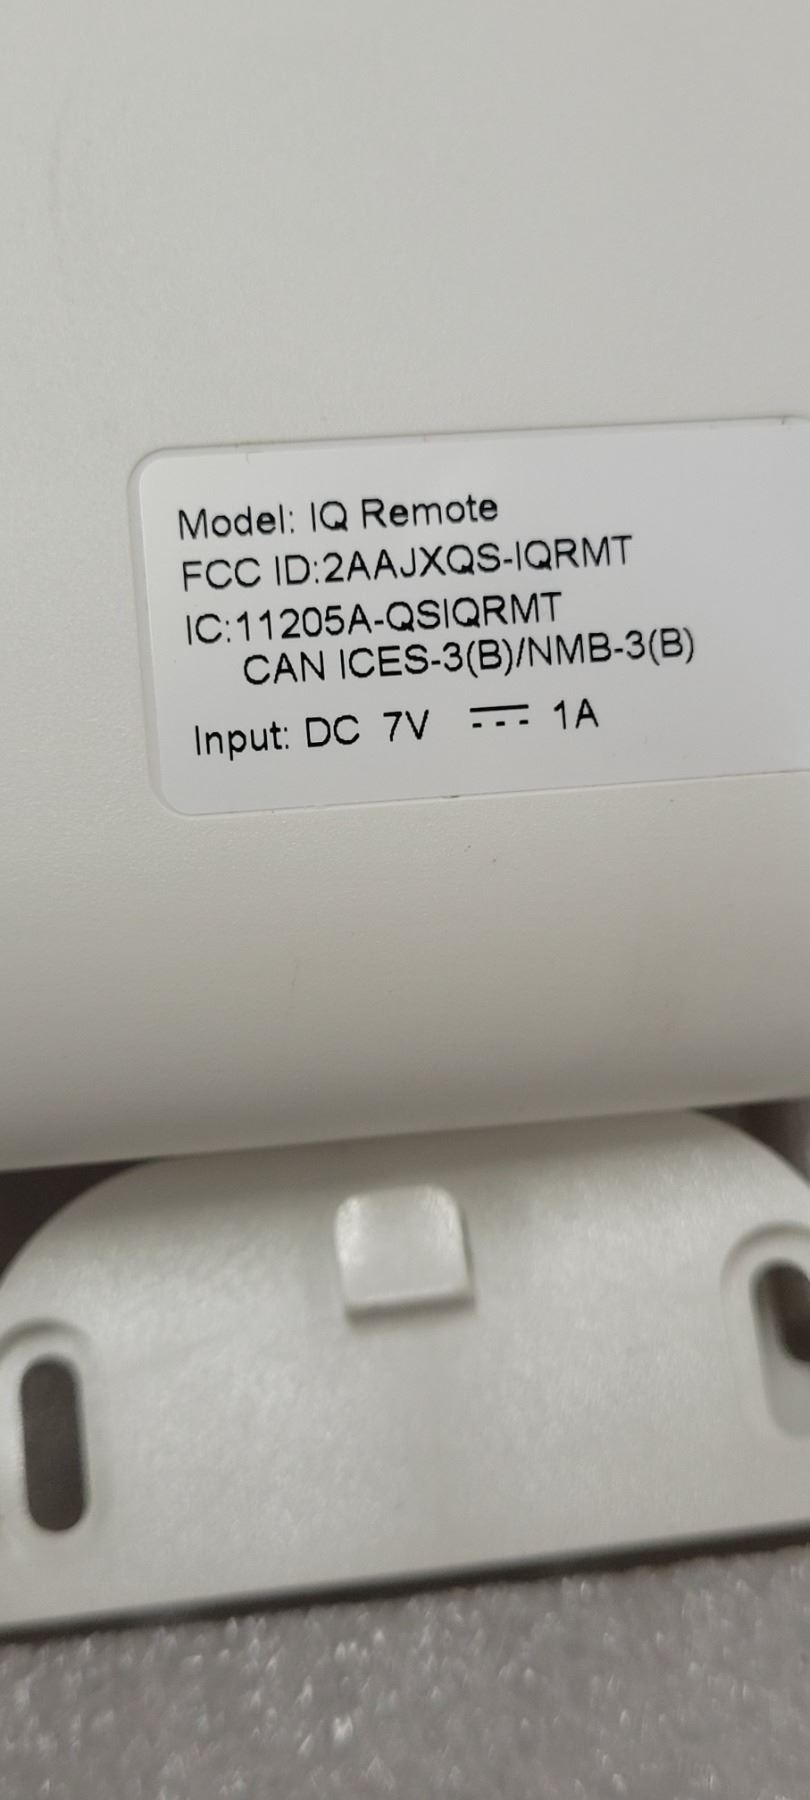 Model: IQ Remote
FCC ID:2AAJXQS-IQRMT
IC:11205A-QSIQRMT
CAN ICES-3(B)/NMB-3(B)
Input: DC 7V ⎓ 1A